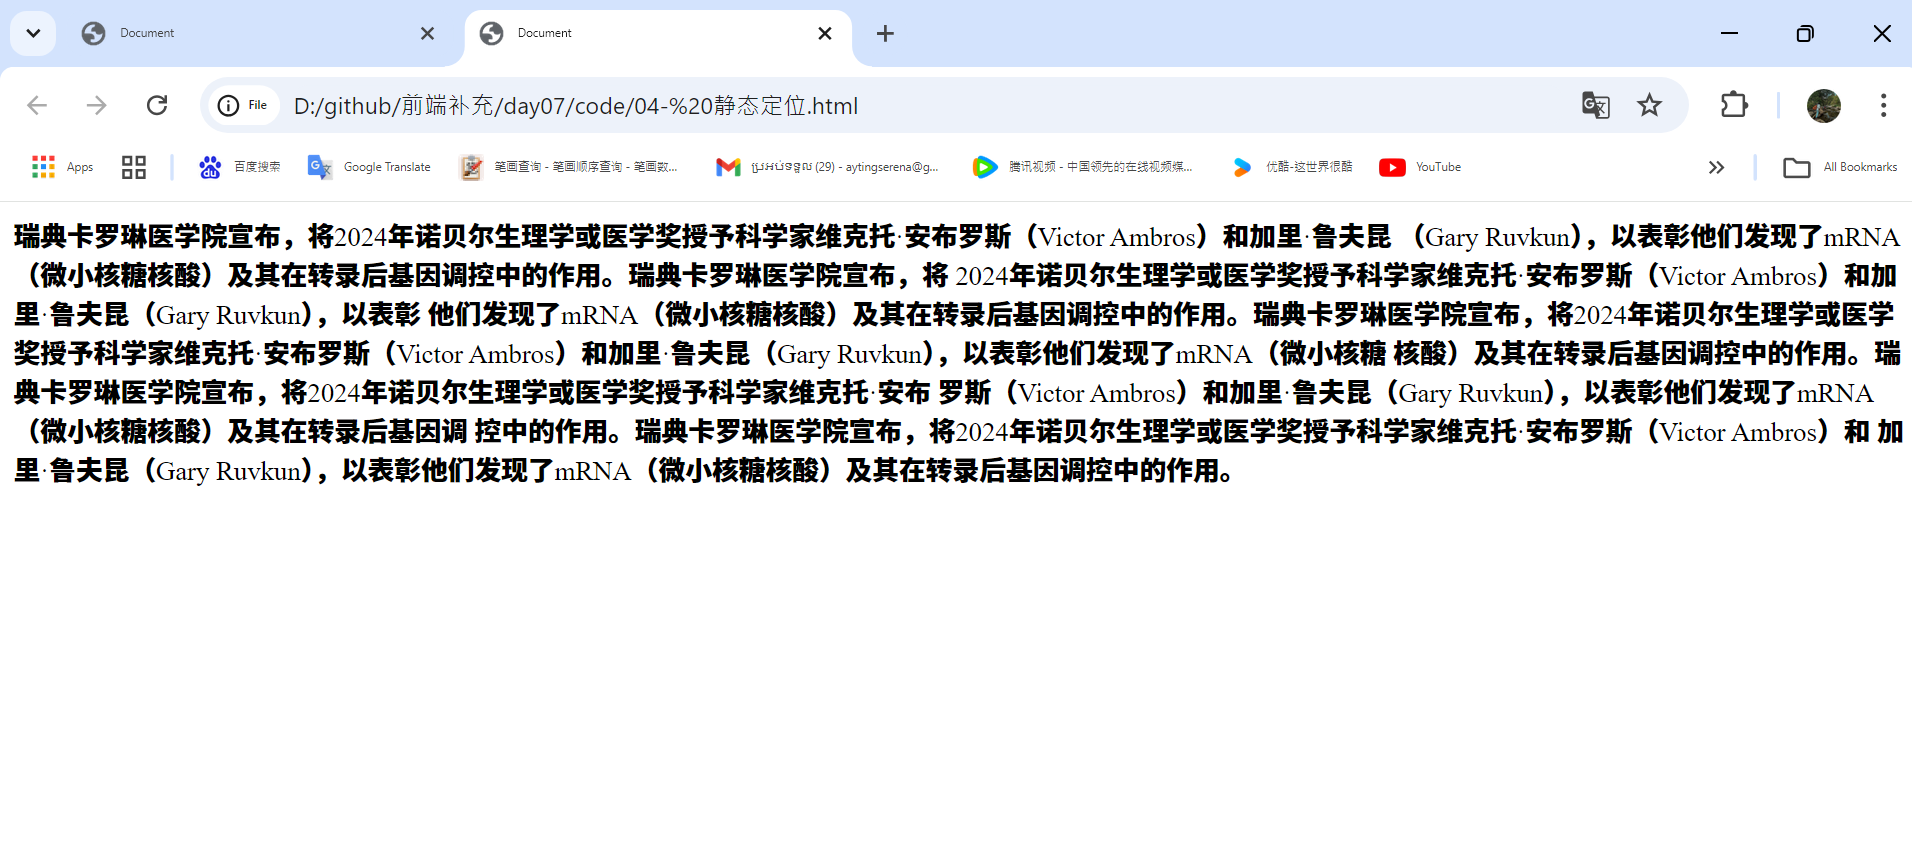 Document
Document
File
D:/github/前端补充/day07/code/04-%20静态定位.html
Apps
百度搜索
Google Translate
笔画查询 - 笔画顺序查询 - 笔画数...
ប្រអប់ទទួល (29) - aytingserena@g...
腾讯视频 - 中国领先的在线视频媒...
优酷-这世界很酷
YouTube
All Bookmarks
瑞典卡罗琳医学院宣布，将2024年诺贝尔生理学或医学奖授予科学家维克托·安布罗斯（Victor Ambros）和加里·鲁夫昆 （Gary Ruvkun），以表彰他们发现了mRNA
（微小核糖核酸）及其在转录后基因调控中的作用。瑞典卡罗琳医学院宣布，将 2024年诺贝尔生理学或医学奖授予科学家维克托·安布罗斯（Victor Ambros）和加
里·鲁夫昆（Gary Ruvkun），以表彰 他们发现了mRNA（微小核糖核酸）及其在转录后基因调控中的作用。瑞典卡罗琳医学院宣布，将2024年诺贝尔生理学或医学
奖授予科学家维克托·安布罗斯（Victor Ambros）和加里·鲁夫昆（Gary Ruvkun），以表彰他们发现了mRNA（微小核糖 核酸）及其在转录后基因调控中的作用。瑞
典卡罗琳医学院宣布，将2024年诺贝尔生理学或医学奖授予科学家维克托·安布 罗斯（Victor Ambros）和加里·鲁夫昆（Gary Ruvkun），以表彰他们发现了mRNA
（微小核糖核酸）及其在转录后基因调 控中的作用。瑞典卡罗琳医学院宣布，将2024年诺贝尔生理学或医学奖授予科学家维克托·安布罗斯（Victor Ambros）和 加
里·鲁夫昆（Gary Ruvkun），以表彰他们发现了mRNA（微小核糖核酸）及其在转录后基因调控中的作用。